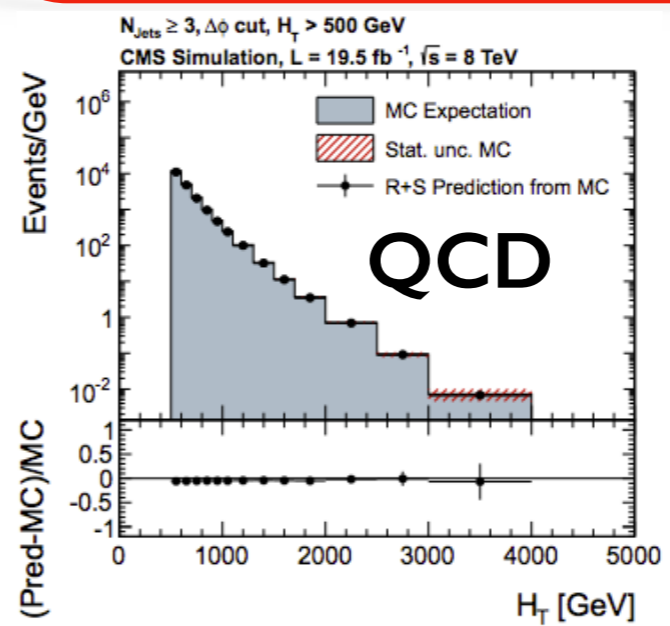 N_Jets ≥ 3, Δϕ cut, H_T > 500 GeV
CMS Simulation, L = 19.5 fb ⁻¹, √s = 8 TeV
Events/GeV
10⁶
10⁴
10²
1
10⁻²
MC Expectation
Stat. unc. MC
R+S Prediction from MC
QCD
(Pred-MC)/MC
1
0.5
0
-0.5
-1
0 1000 2000 3000 4000 5000
H_T [GeV]